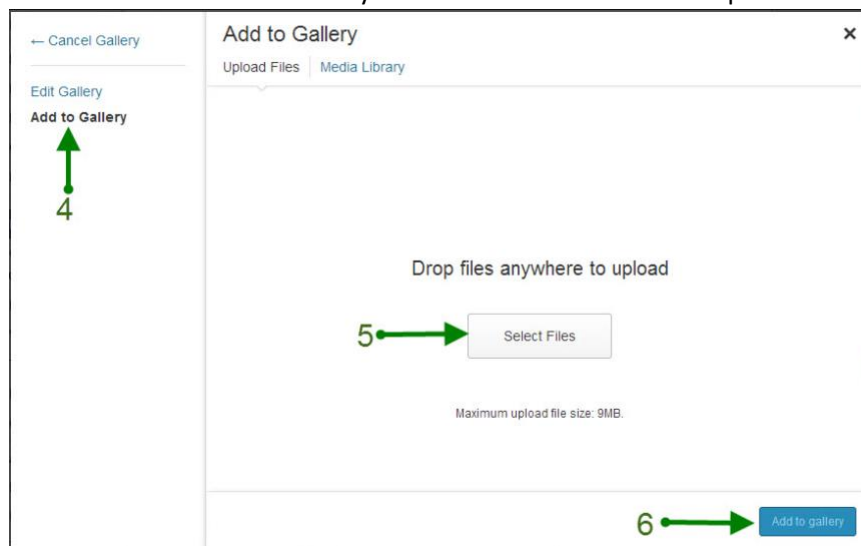 ← Cancel Gallery
Edit Gallery
Add to Gallery
4
Add to Gallery
Upload Files Media Library
Drop files anywhere to upload
5
Select Files
Maximum upload file size: 9MB.
6
Add to gallery